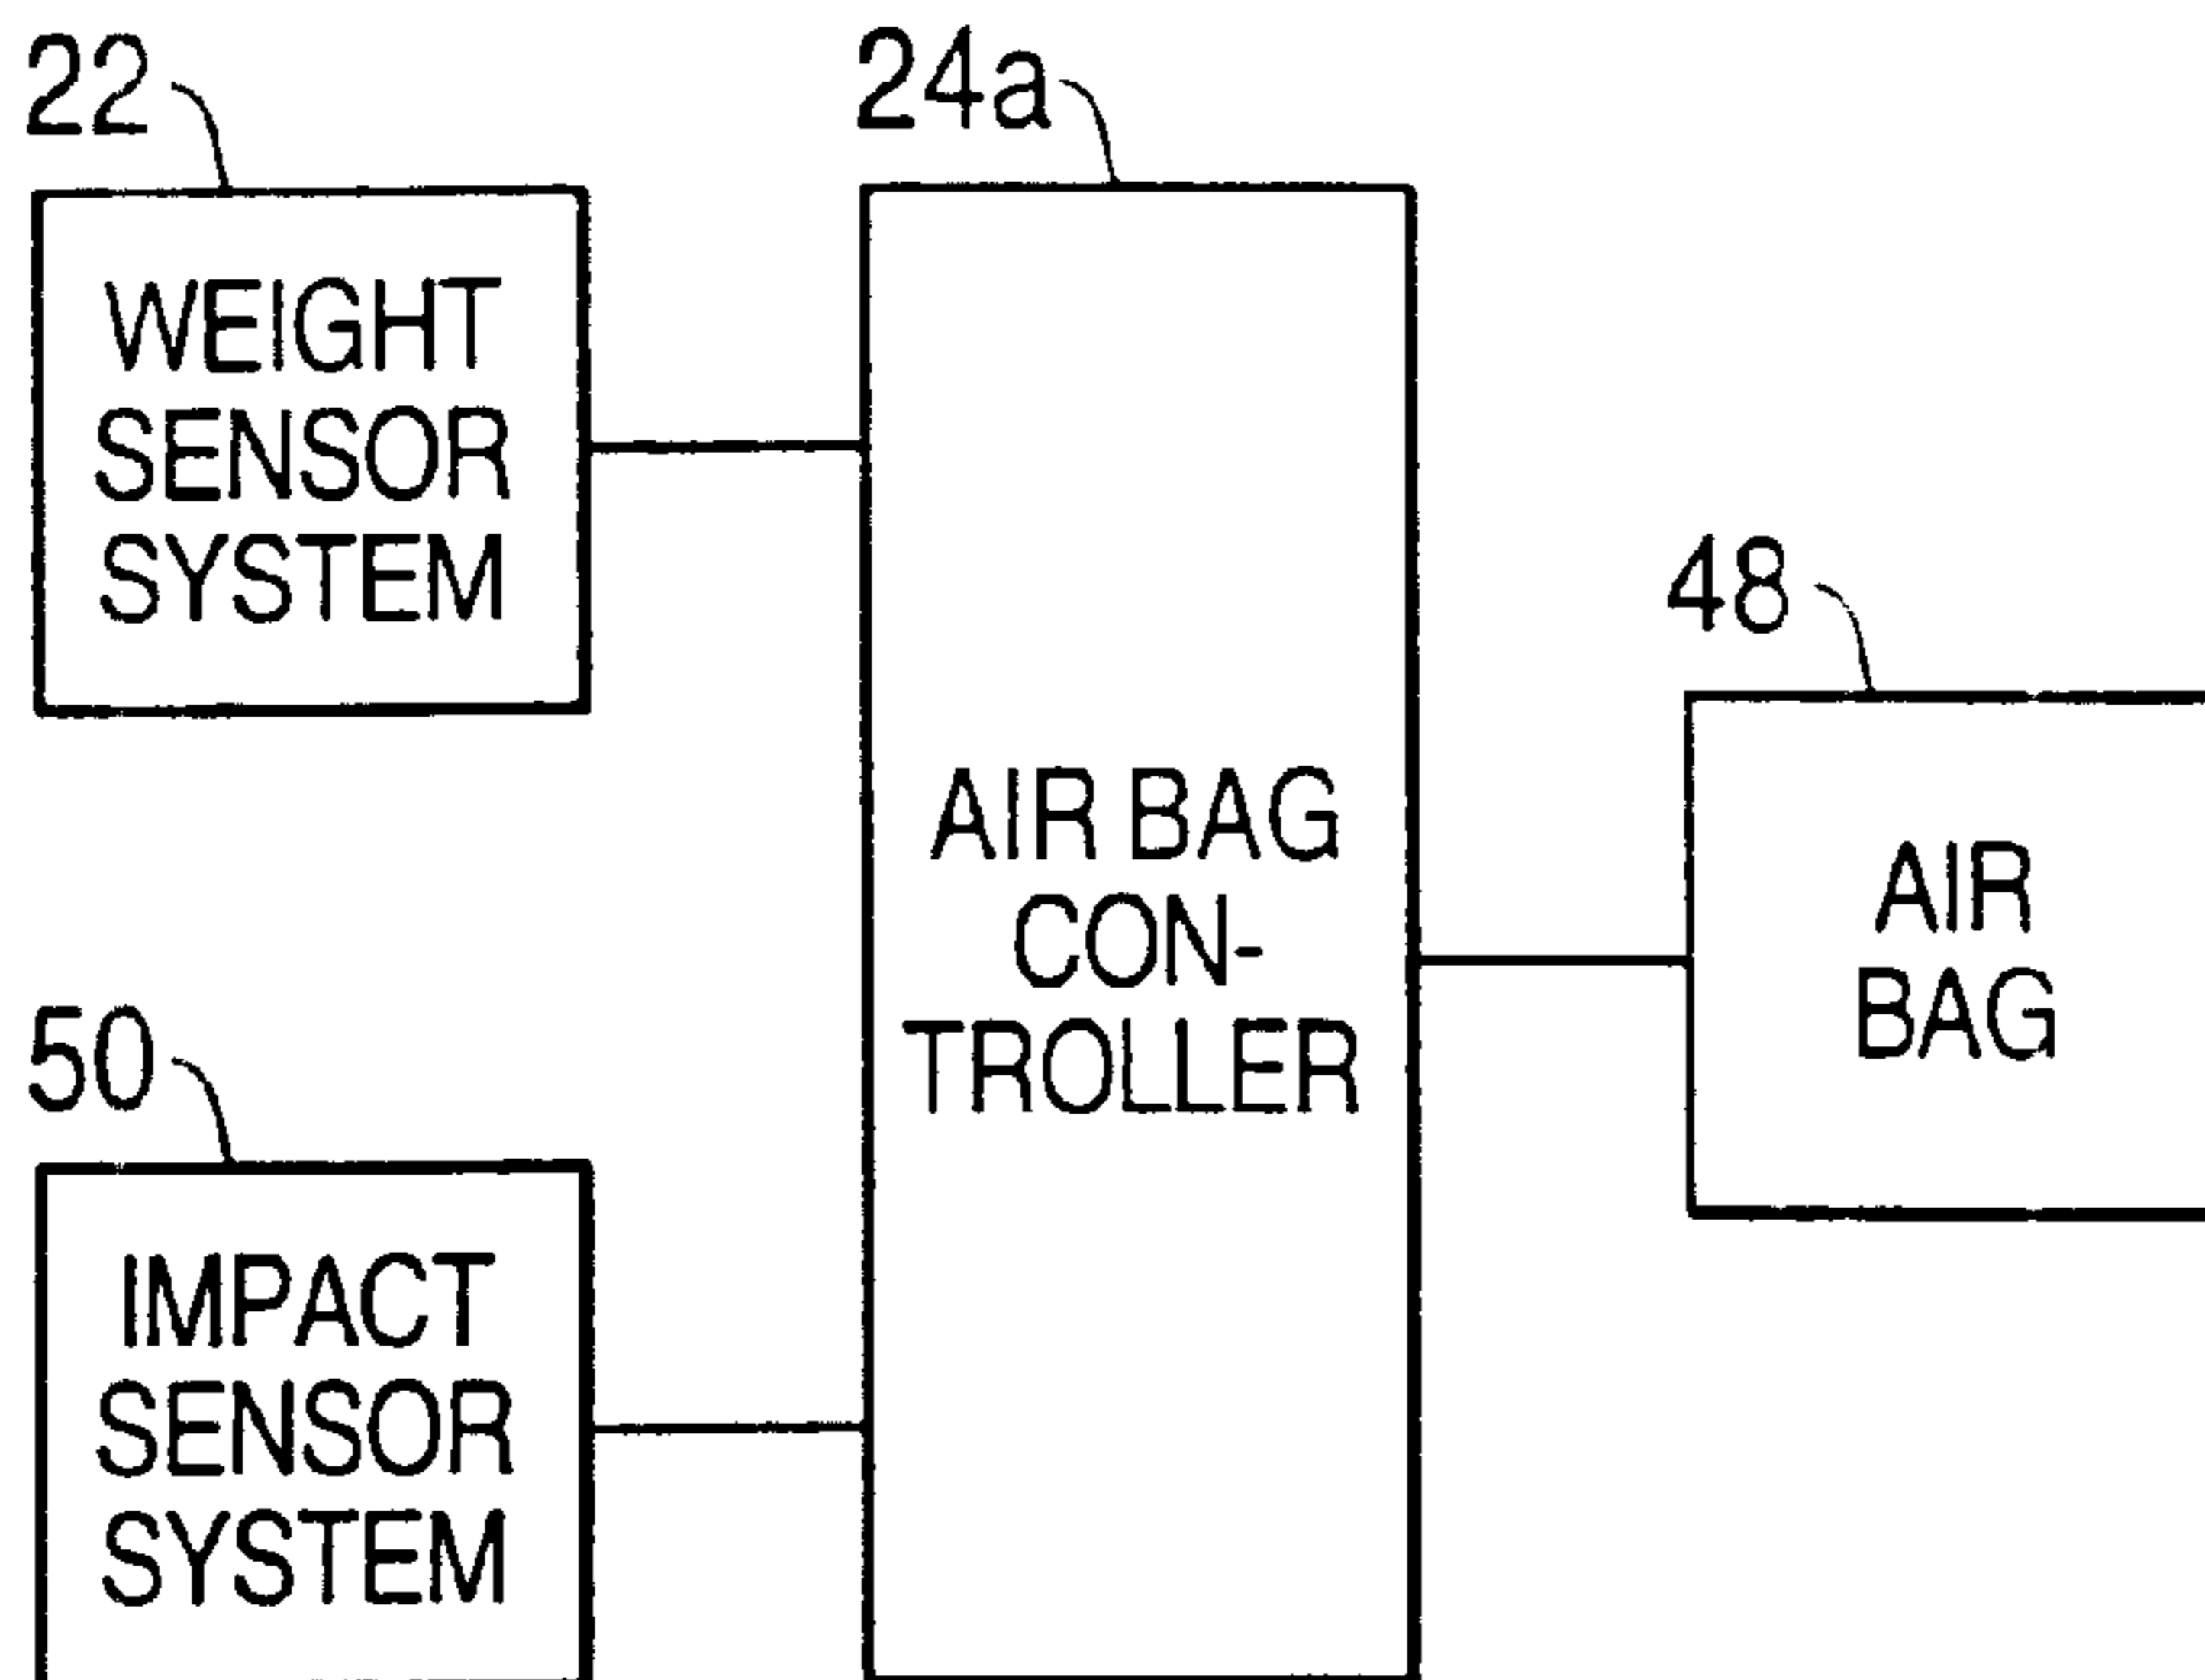 22
WEIGHT
SENSOR
SYSTEM
24a
AIR BAG
CON-
TROLLER
48
AIR
BAG
50
IMPACT
SENSOR
SYSTEM